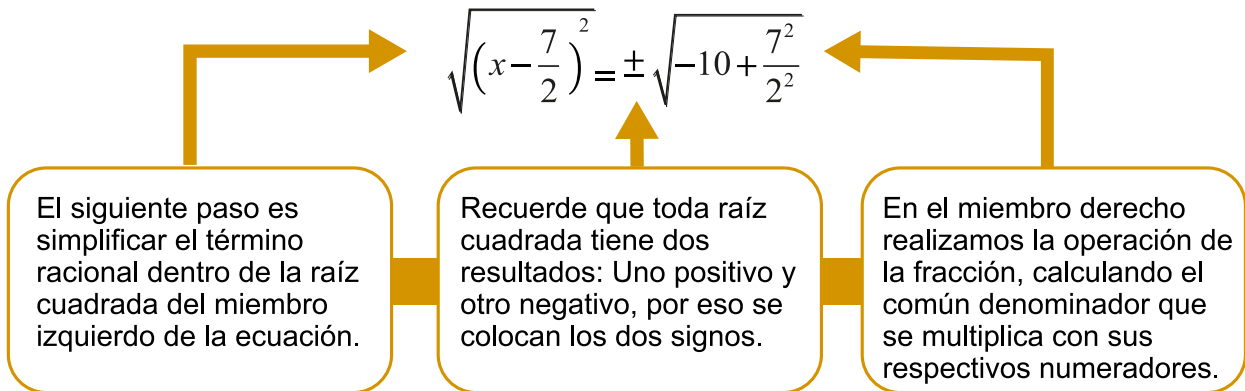 √((x − 7/2)²) = ± √(−10 + 7²/2²)
El siguiente paso es
simplificar el término
racional dentro de la raíz
cuadrada del miembro
izquierdo de la ecuación.
Recuerde que toda raíz
cuadrada tiene dos
resultados: Uno positivo y
otro negativo, por eso se
colocan los dos signos.
En el miembro derecho
realizamos la operación de
la fracción, calculando el
común denominador que
se multiplica con sus
respectivos numeradores.